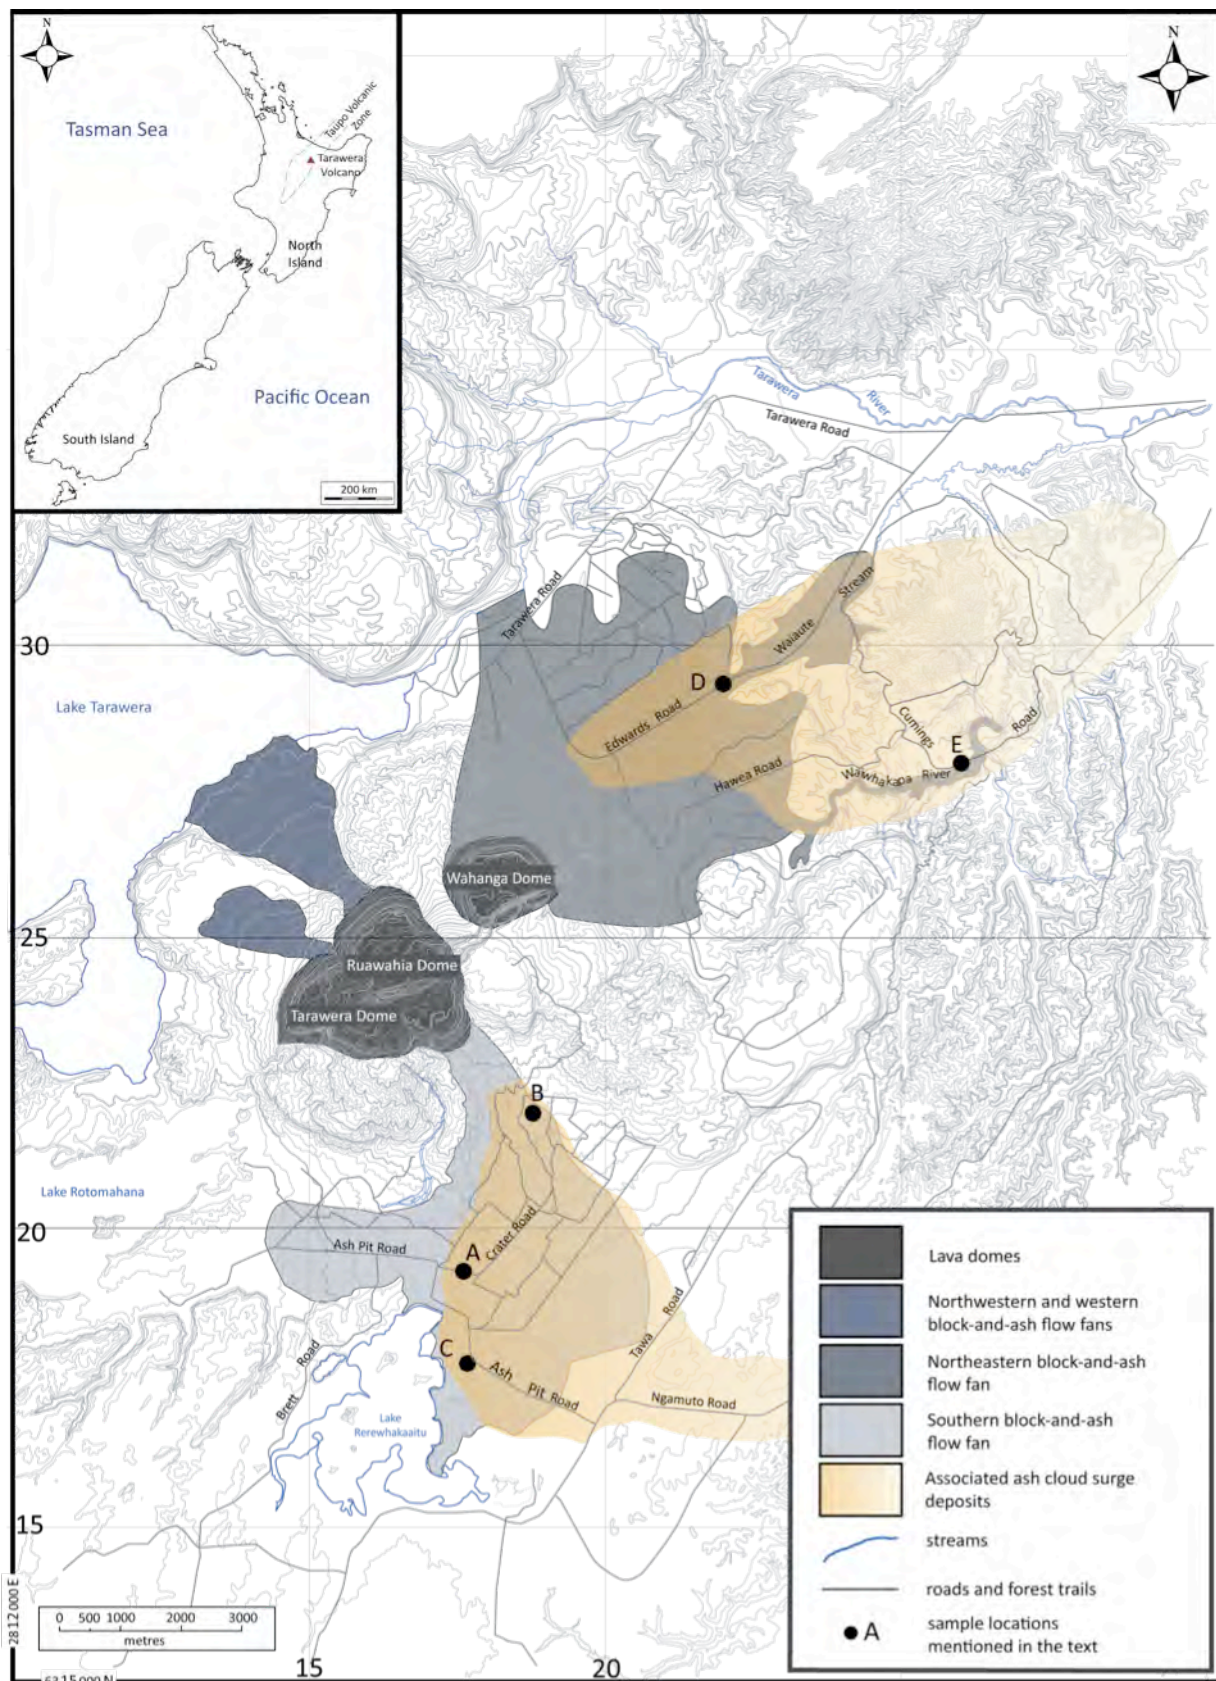 N
Tasman Sea
Taupo Volcanic
Zone
Tarawera
Volcano
North
Island
Pacific Ocean
South Island
200 km
N
Tarawera
River
Tarawera Road
Tarawera Road
Stream
Waiaute
30
D
Lake Tarawera
Edwards Road
Cumings
Road
E
Hawea Road
Wawhakapa River
Wahanga Dome
25
Ruawahia Dome
Tarawera Dome
B
Lake Rotomahana
20
Ash Pit Road
A
Crater Road
Tawa Road
Brett Road
C
Ash Pit Road
Ngamuto Road
Lake
Rerewhakaaitu
15
Lava domes
Northwestern and western
block-and-ash flow fans
Northeastern block-and-ash
flow fan
Southern block-and-ash
flow fan
Associated ash cloud surge
deposits
streams
roads and forest trails
A
sample locations
mentioned in the text
2812 000 E
0 500 1000 2000 3000
metres
15
20